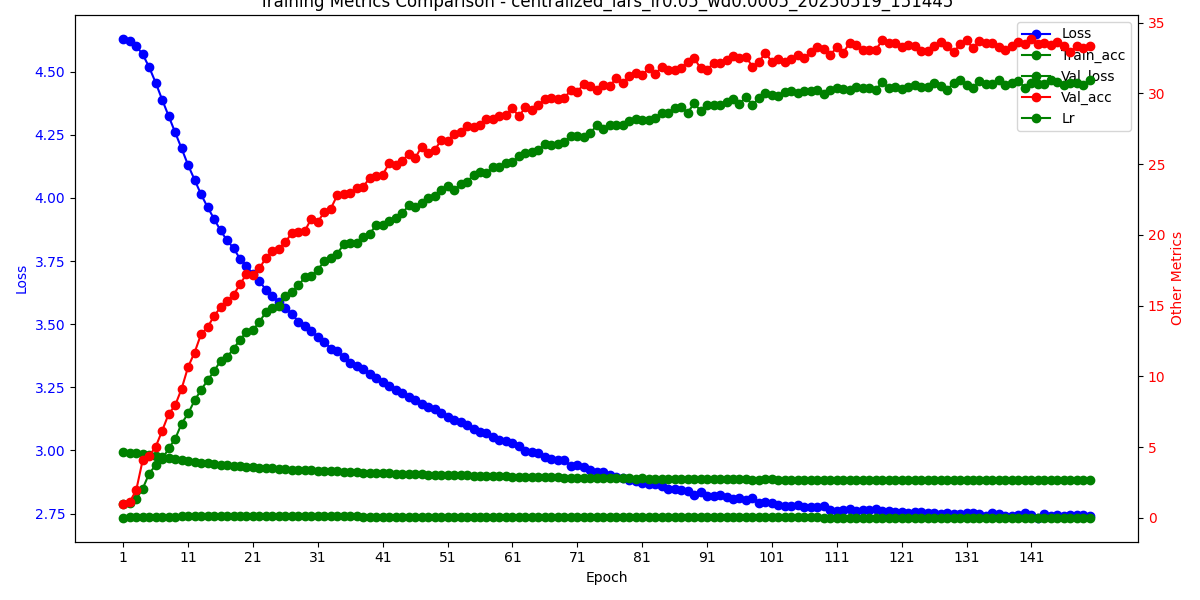 Training Metrics Comparison - centralized_lars_lr0.05_wd0.0005_20250519_151445
Loss
Train_acc
Val_loss
Val_acc
Lr
4.50
4.25
4.00
3.75
3.50
3.25
3.00
2.75
Loss
35
30
25
20
15
10
5
0
Other Metrics
1 11 21 31 41 51 61 71 81 91 101 111 121 131 141
Epoch